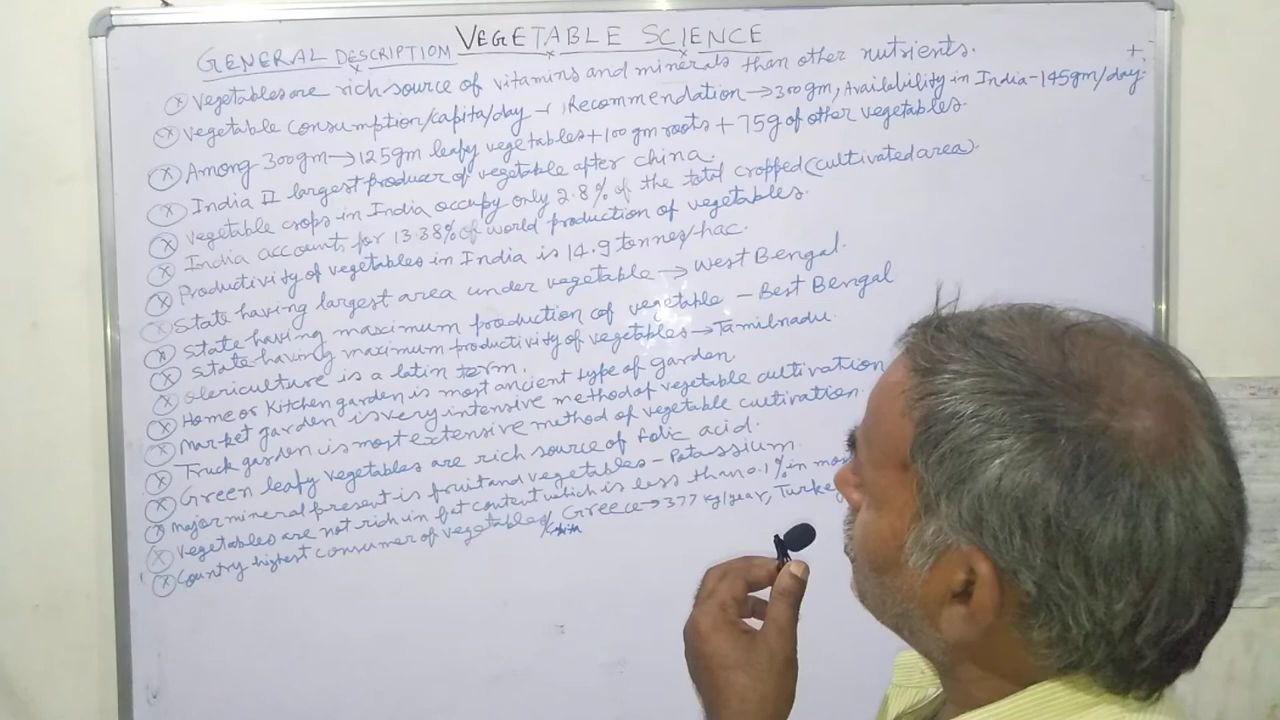 VEGETABLE SCIENCE
GENERAL DESCRIPTION
Vegetables are rich source of vitamins and minerals than other nutrients.
Vegetable consumption/capita/day → , Recommendation → 300gm, Availability in India - 145gm/day.
Among 300gm → 125gm leafy vegetables + 100gm roots + 75g of other vegetables.
India II largest producer of vegetable after china.
Vegetable crops in India occupy only 2.8% of the total cropped (cultivated area).
India accounts for 13.38% of world production of vegetables.
Productivity of vegetables in India is 14.9 tonnes/hac.
State having largest area under vegetable → West Bengal.
State having maximum production of vegetable - Best Bengal
State having maximum productivity of vegetables → Tamilnadu.
olericulture is a latin term.
Home or Kitchen garden is most ancient type of garden
Market garden is very intensive method of vegetable cultivation
Truck garden is most extensive method of vegetable cultivation.
Green leafy vegetables are rich source of folic acid.
Major mineral present is fruit and vegetables - Potassium.
Vegetables are not rich in fat content which is less than 0.1% in
Country highest consumer of vegetables/ Greece → 377 kg/year, Turkey